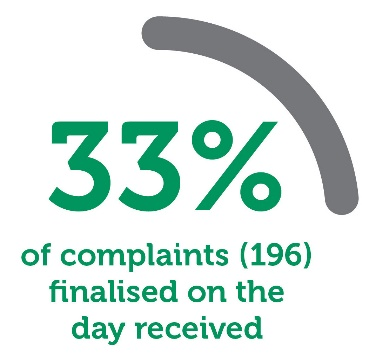 33%
of complaints (196)
finalised on the
day received